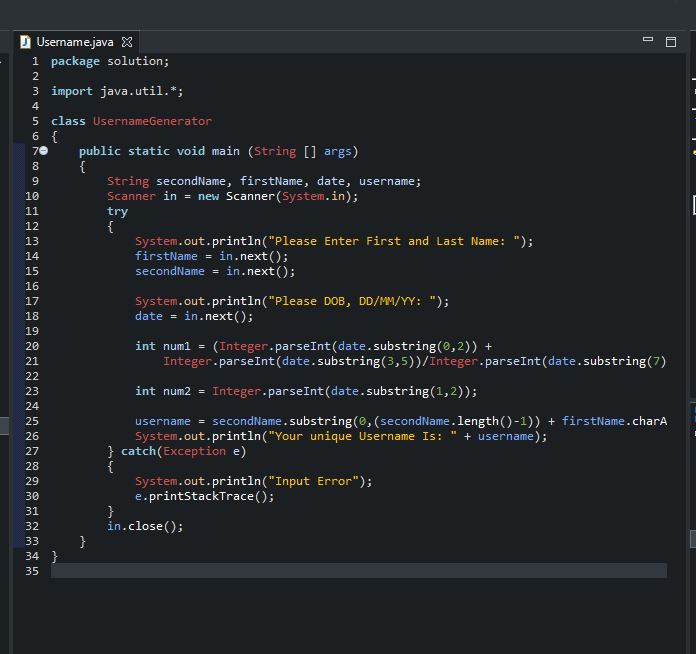 Username.java
1 package solution;
2
3 import java.util.*;
4
5 class UsernameGenerator
6 {
7 public static void main (String [] args)
8 {
9 String secondName, firstName, date, username;
10 Scanner in = new Scanner(System.in);
11 try
12 {
13 System.out.println("Please Enter First and Last Name: ");
14 firstName = in.next();
15 secondName = in.next();
16
17 System.out.println("Please DOB, DD/MM/YY: ");
18 date = in.next();
19
20 int num1 = (Integer.parseInt(date.substring(0,2)) +
21 Integer.parseInt(date.substring(3,5))/Integer.parseInt(date.substring(7)
22
23 int num2 = Integer.parseInt(date.substring(1,2));
24
25 username = secondName.substring(0,(secondName.length()-1)) + firstName.charA
26 System.out.println("Your unique Username Is: " + username);
27 } catch(Exception e)
28 {
29 System.out.println("Input Error");
30 e.printStackTrace();
31 }
32 in.close();
33 }
34 }
35